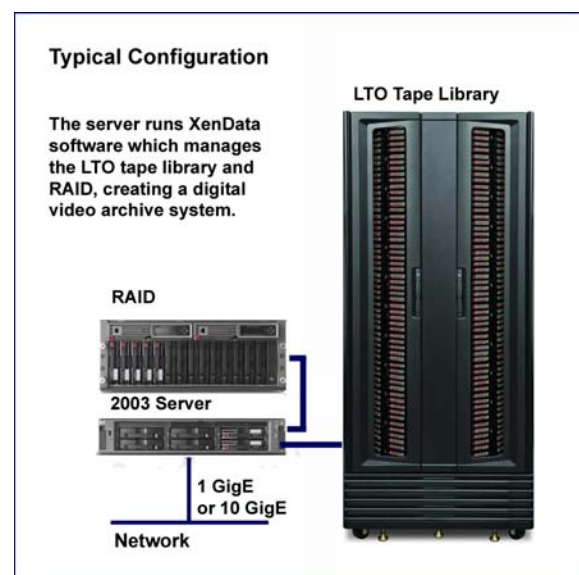 Typical Configuration
LTO Tape Library
The server runs XenData
software which manages
the LTO tape library and
RAID, creating a digital
video archive system.
RAID
2003 Server
1 GigE
or 10 GigE
Network